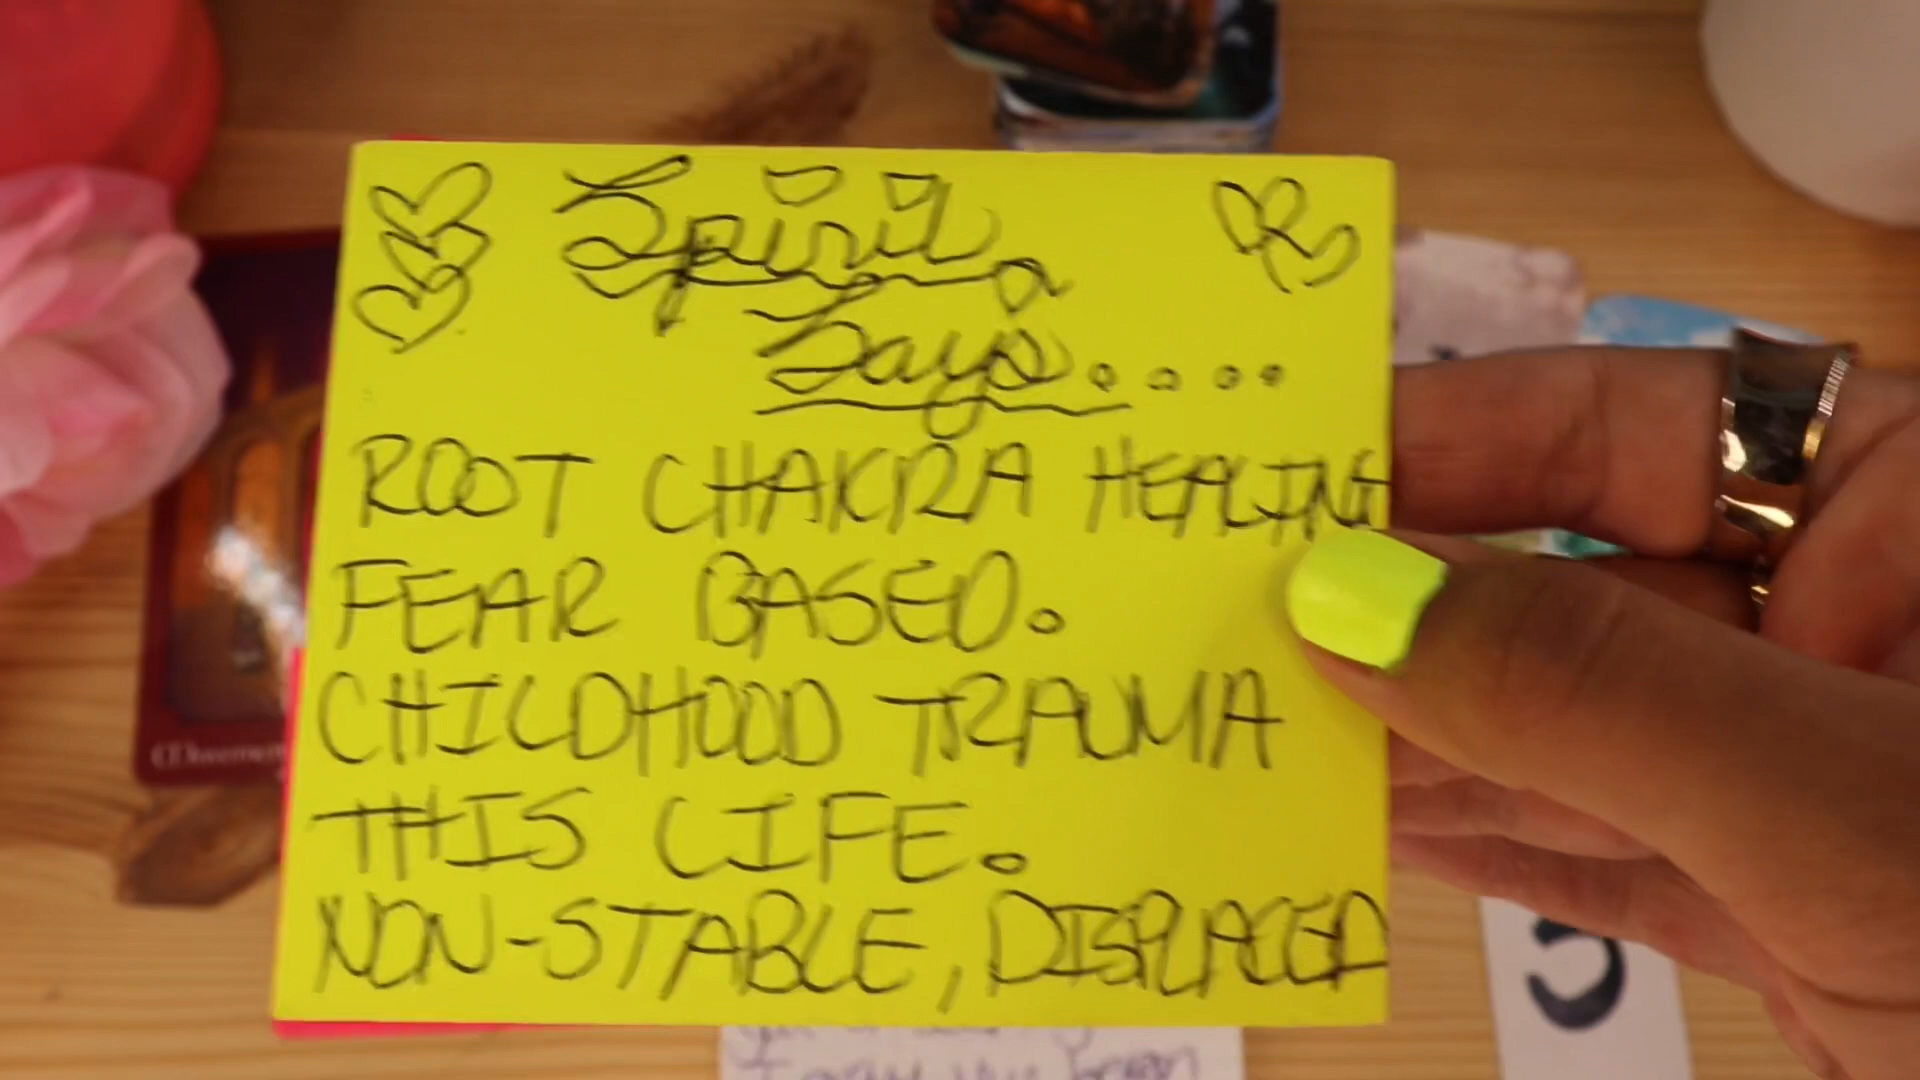 Spirit
Says....
ROOT CHAKRA HEALING
FEAR BASED.
CHILDHOOD TRAUMA
THIS LIFE.
NON-STABLE, DISPLACED